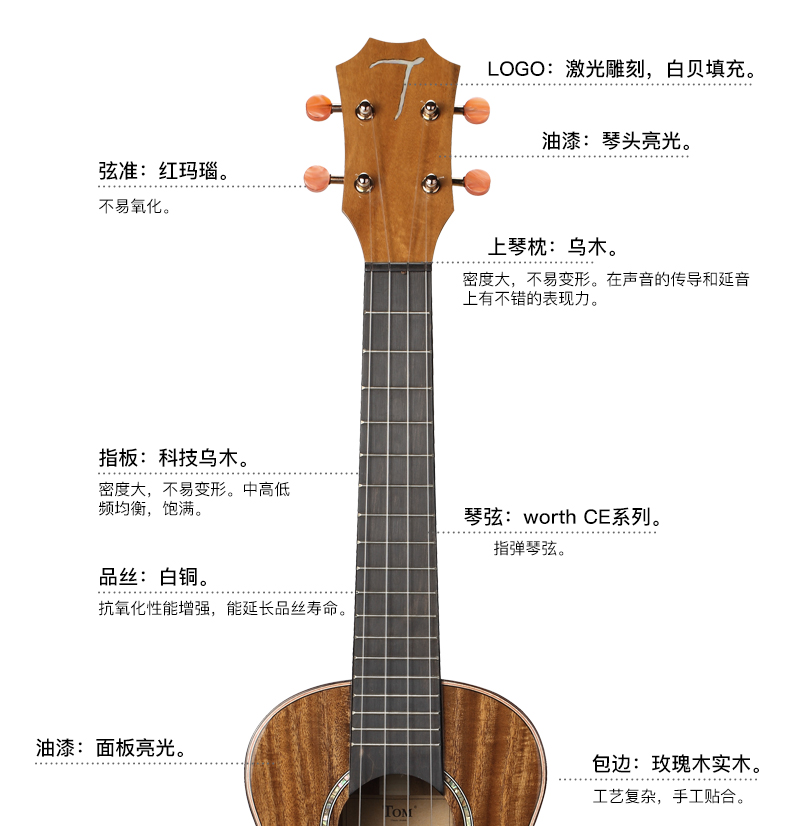 LOGO：激光雕刻，白贝填充。
油漆：琴头亮光。
弦准：红玛瑙。
不易氧化。
上琴枕：乌木。
密度大，不易变形。在声音的传导和延音
上有不错的表现力。
指板：科技乌木。
密度大，不易变形。中高低
频均衡，饱满。
琴弦：worth CE系列。
指弹琴弦。
品丝：白铜。
抗氧化性能增强，能延长品丝寿命。
油漆：面板亮光。
包边：玫瑰木实木。
工艺复杂，手工贴合。
TOM